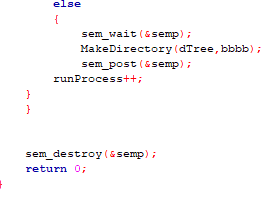 else
{
sem_wait(&semp);
MakeDirectory(dTree,bbbb);
sem_post(&semp);
runProcess++;
}
}
sem_destroy(&semp);
return 0;
}